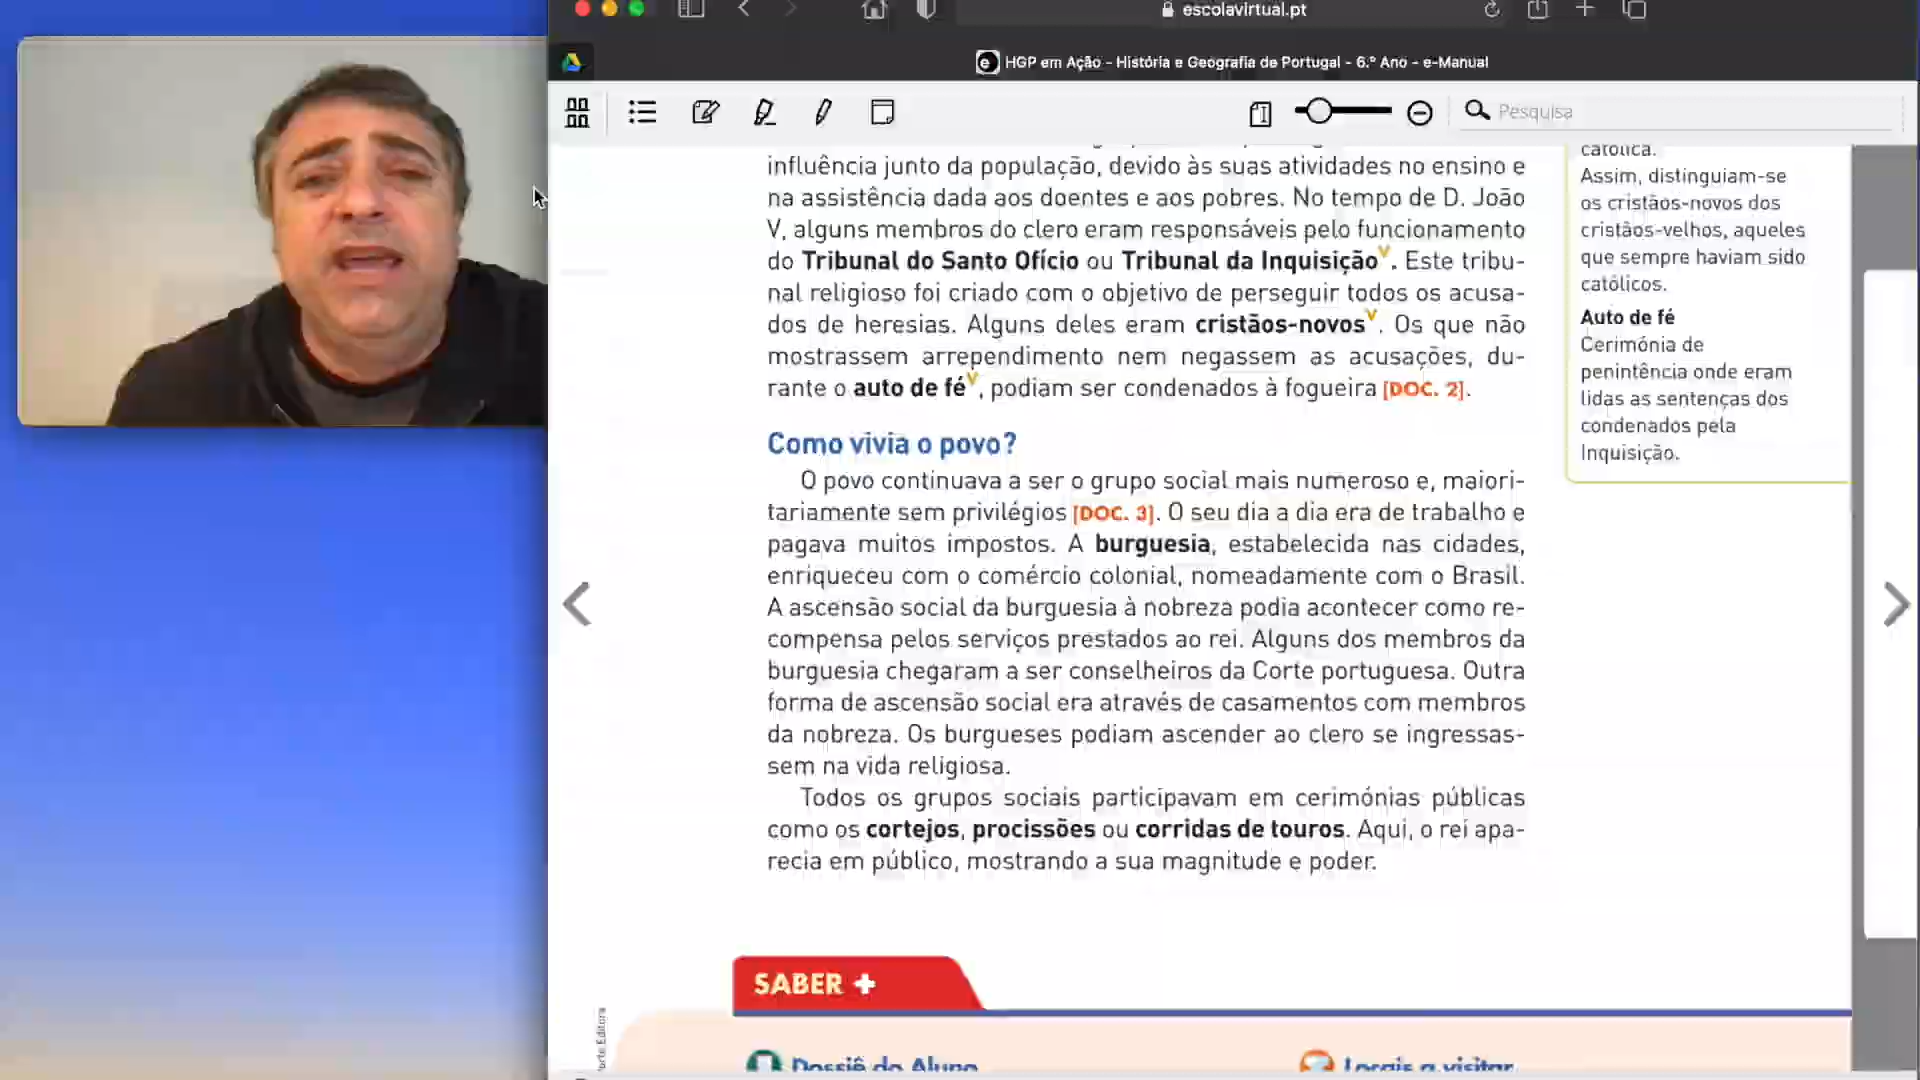 escolavirtual.pt
HGP em Ação - História e Geografia de Portugal - 6.º Ano - e-Manual
Pesquisa
influência junto da população, devido às suas atividades no ensino e
na assistência dada aos doentes e aos pobres. No tempo de D. João
V, alguns membros do clero eram responsáveis pelo funcionamento
do Tribunal do Santo Ofício ou Tribunal da Inquisiçãoᵛ. Este tribu-
nal religioso foi criado com o objetivo de perseguir todos os acusa-
dos de heresias. Alguns deles eram cristãos-novosᵛ. Os que não
mostrassem arrependimento nem negassem as acusações, du-
rante o auto de féᵛ, podiam ser condenados à fogueira [DOC. 2].
Como vivia o povo?
O povo continuava a ser o grupo social mais numeroso e, maiori-
tariamente sem privilégios [DOC. 3]. O seu dia a dia era de trabalho e
pagava muitos impostos. A burguesia, estabelecida nas cidades,
enriqueceu com o comércio colonial, nomeadamente com o Brasil.
A ascensão social da burguesia à nobreza podia acontecer como re-
compensa pelos serviços prestados ao rei. Alguns dos membros da
burguesia chegaram a ser conselheiros da Corte portuguesa. Outra
forma de ascensão social era através de casamentos com membros
da nobreza. Os burgueses podiam ascender ao clero se ingressas-
sem na vida religiosa.
Todos os grupos sociais participavam em cerimónias públicas
como os cortejos, procissões ou corridas de touros. Aqui, o rei apa-
recia em público, mostrando a sua magnitude e poder.
católica.
Assim, distinguiam-se
os cristãos-novos dos
cristãos-velhos, aqueles
que sempre haviam sido
católicos.
Auto de fé
Cerimónia de
penintência onde eram
lidas as sentenças dos
condenados pela
Inquisição.
SABER +
Dossiê do Aluno
Locais a visitar
Editora